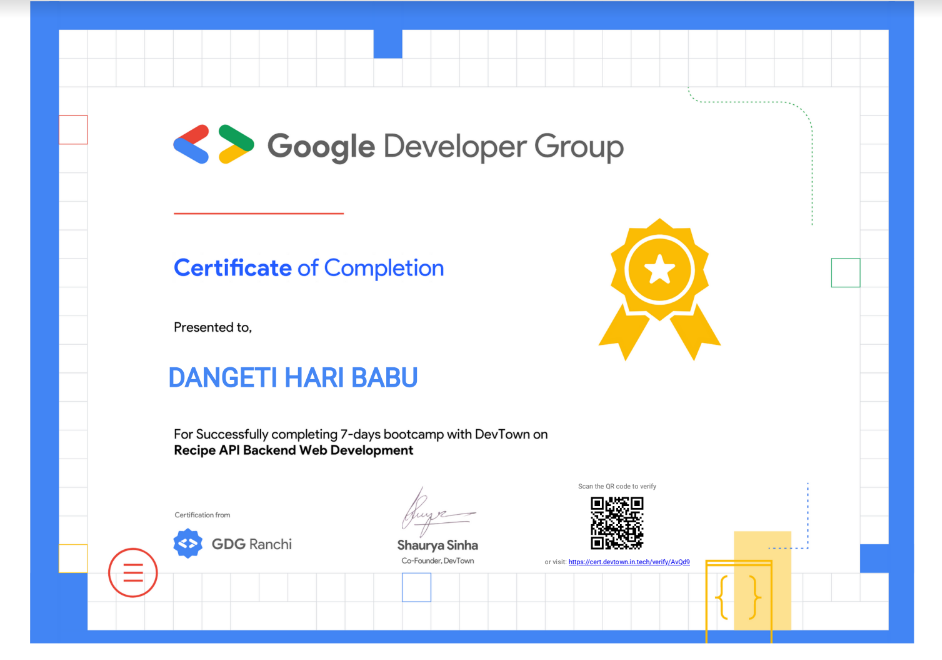 Google Developer Group
Certificate of Completion
Presented to,
DANGETI HARI BABU
For Successfully completing 7-days bootcamp with DevTown on
Recipe API Backend Web Development
Scan the QR code to verify
Certification from
GDG Ranchi
Shaurya Sinha
Co-Founder, DevTown
or visit: https://cert.devtown.in.tech/verify/AvQd9